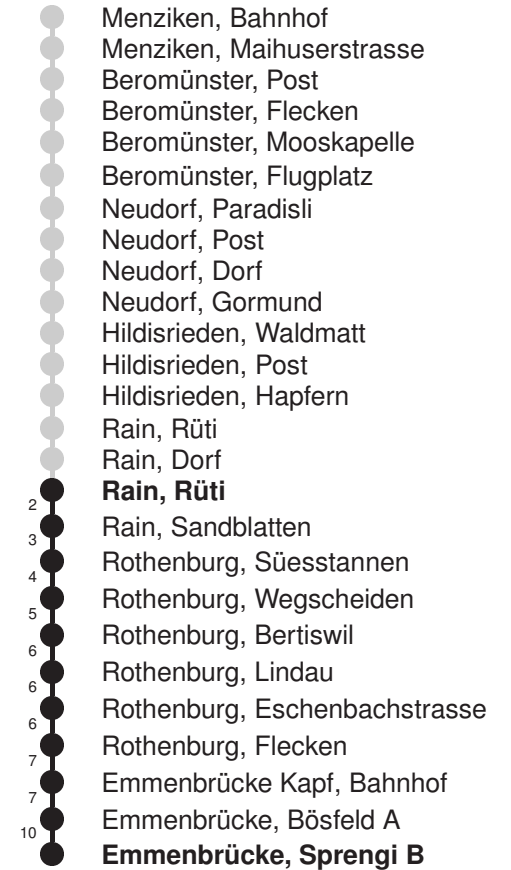 Menziken, Bahnhof
Menziken, Maihuserstrasse
Beromünster, Post
Beromünster, Flecken
Beromünster, Mooskapelle
Beromünster, Flugplatz
Neudorf, Paradisli
Neudorf, Post
Neudorf, Dorf
Neudorf, Gormund
Hildisrieden, Waldmatt
Hildisrieden, Post
Hildisrieden, Hapfern
Rain, Rüti
Rain, Dorf
Rain, Rüti
2
Rain, Sandblatten
3
Rothenburg, Süesstannen
4
Rothenburg, Wegscheiden
5
Rothenburg, Bertiswil
6
Rothenburg, Lindau
6
Rothenburg, Eschenbachstrasse
6
Rothenburg, Flecken
7
Emmenbrücke Kapf, Bahnhof
7
Emmenbrücke, Bösfeld A
10
Emmenbrücke, Sprengi B